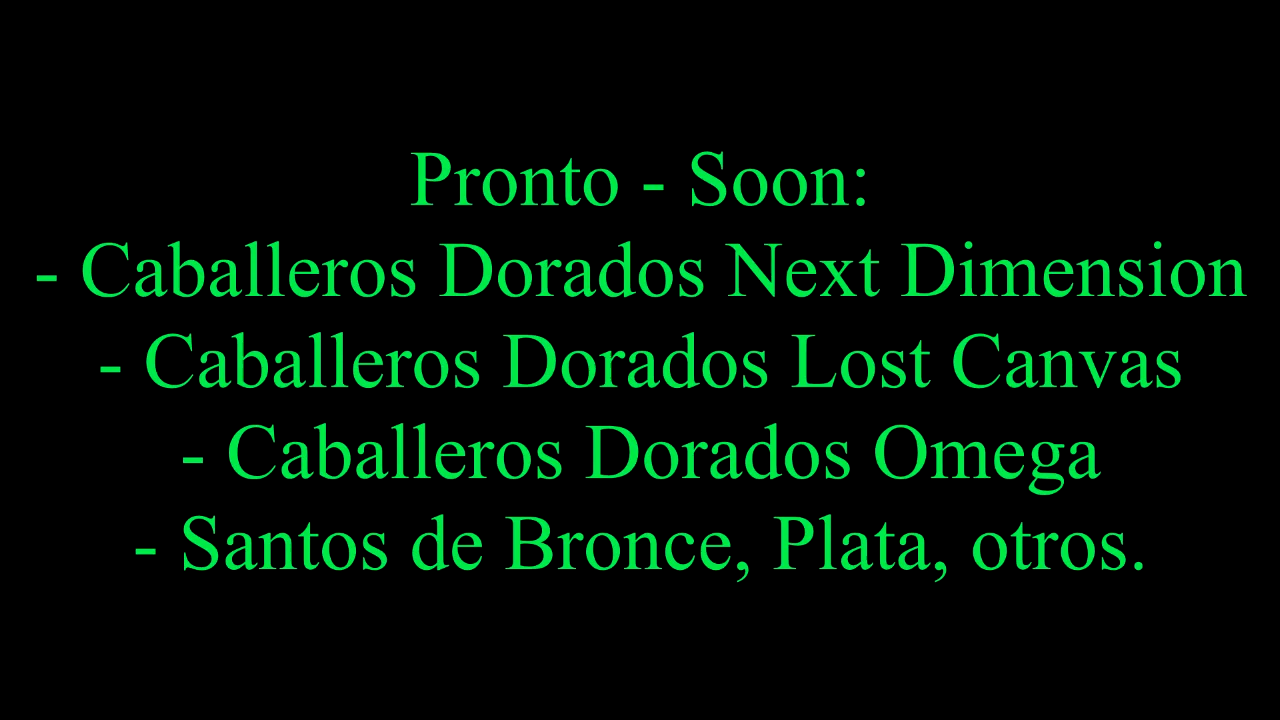 Pronto - Soon:
- Caballeros Dorados Next Dimension
- Caballeros Dorados Lost Canvas
- Caballeros Dorados Omega
- Santos de Bronce, Plata, otros.